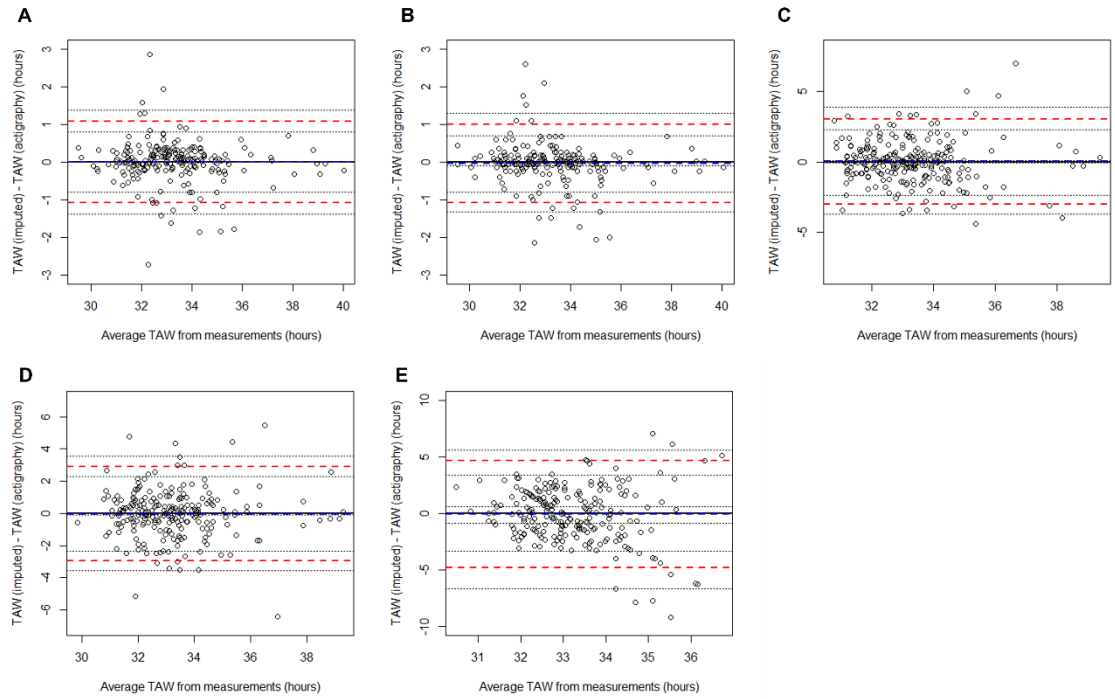 A
TAW (imputed) - TAW (actigraphy) (hours)
3
2
1
0
-1
-2
-3
30 32 34 36 38 40
Average TAW from measurements (hours)
B
TAW (imputed) - TAW (actigraphy) (hours)
3
2
1
0
-1
-2
-3
30 32 34 36 38 40
Average TAW from measurements (hours)
C
TAW (imputed) - TAW (actigraphy) (hours)
5
0
-5
32 34 36 38
Average TAW from measurements (hours)
D
TAW (imputed) - TAW (actigraphy) (hours)
6
4
2
0
-2
-4
-6
30 32 34 36 38
Average TAW from measurements (hours)
E
TAW (imputed) - TAW (actigraphy) (hours)
10
5
0
-5
-10
31 32 33 34 35 36
Average TAW from measurements (hours)